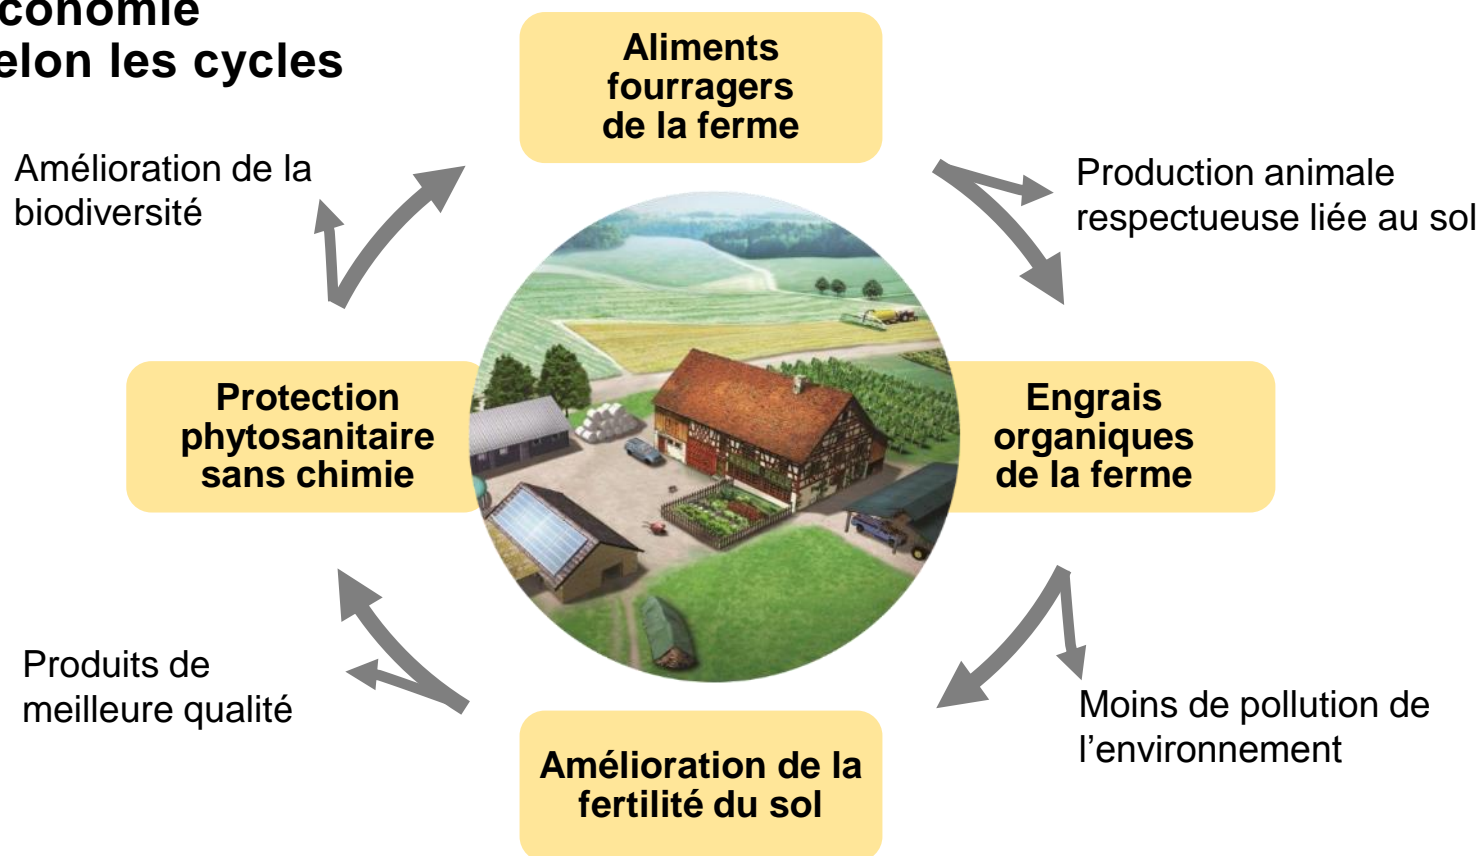 conomie
elon les cycles
Aliments
fourragers
de la ferme
Amélioration de la
biodiversité
Production animale
respectueuse liée au sol
Protection
phytosanitaire
sans chimie
Engrais
organiques
de la ferme
Produits de
meilleure qualité
Moins de pollution de
l’environnement
Amélioration de la
fertilité du sol